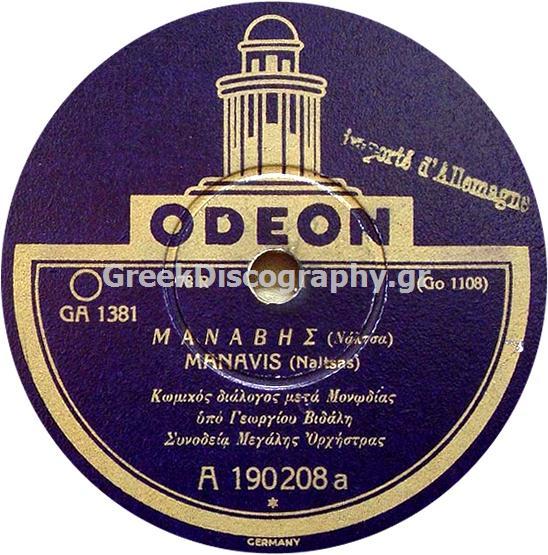 importé d'Allemagne
ODEON
GreekDiscography.gr
GA 1381
(Go 1108)
ΜΑΝΑΒΗΣ (Νάλτσα)
MANAVIS (Naltsas)
Κωμικός διάλογος μετά Μονῳδίας
ὑπό Γεωργίου Βιδάλη
Συνοδείᾳ Μεγάλης Ὀρχήστρας
A 190208 a
*
GERMANY